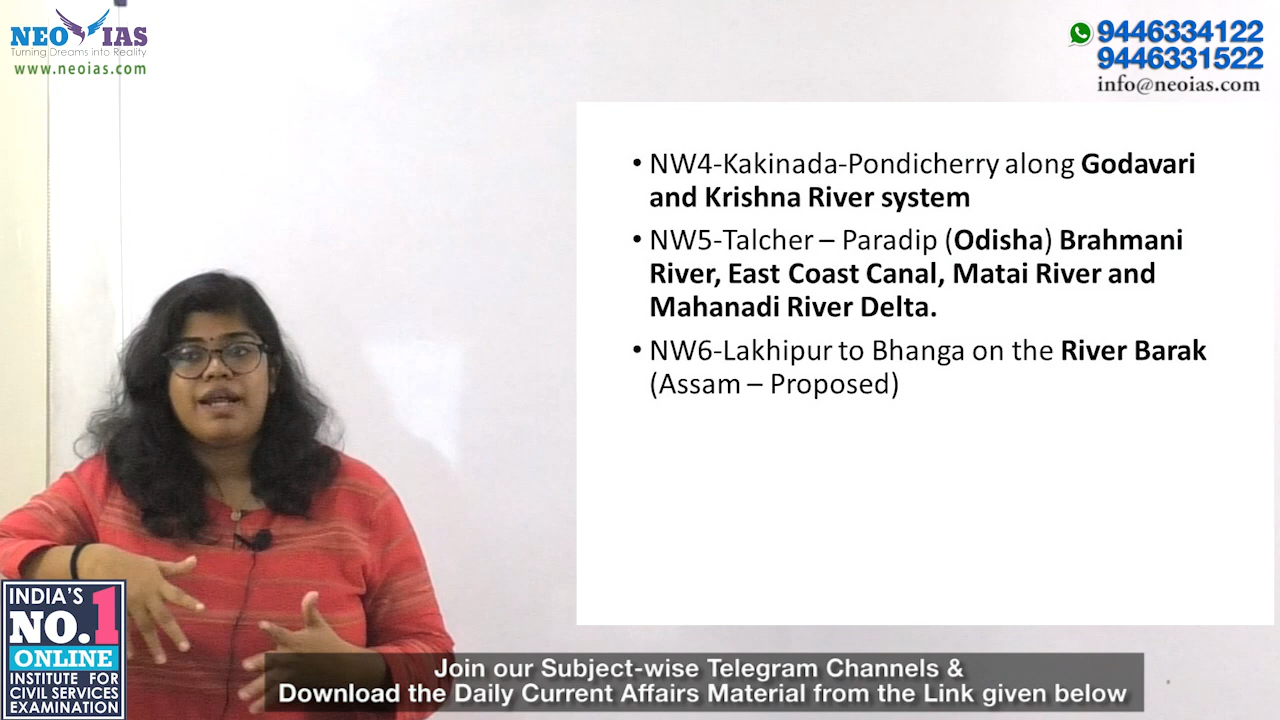 NEO IAS
Turning Dreams into Reality
www.neoias.com
9446334122
9446331522
info@neoias.com
• NW4-Kakinada-Pondicherry along Godavari
and Krishna River system
• NW5-Talcher – Paradip (Odisha) Brahmani
River, East Coast Canal, Matai River and
Mahanadi River Delta.
• NW6-Lakhipur to Bhanga on the River Barak
(Assam – Proposed)
INDIA'S
NO.1
ONLINE
INSTITUTE FOR
CIVIL SERVICES
EXAMINATION
Join our Subject-wise Telegram Channels &
Download the Daily Current Affairs Material from the Link given below